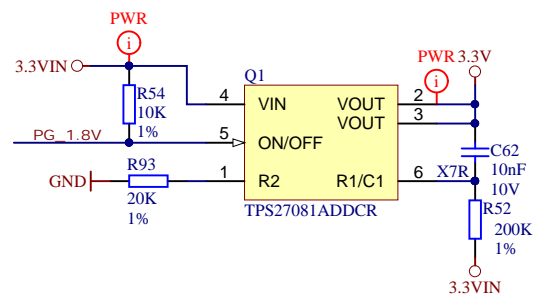 PWR
i
3.3VIN
Q1
PWR
i
3.3V
R54
10K
1%
4
VIN
VOUT
2
VOUT
3
PG_1.8V
5
ON/OFF
C62
10nF
10V
R93
GND
1
R2
R1/C1
6
X7R
20K
1%
TPS27081ADDCR
R52
200K
1%
3.3VIN